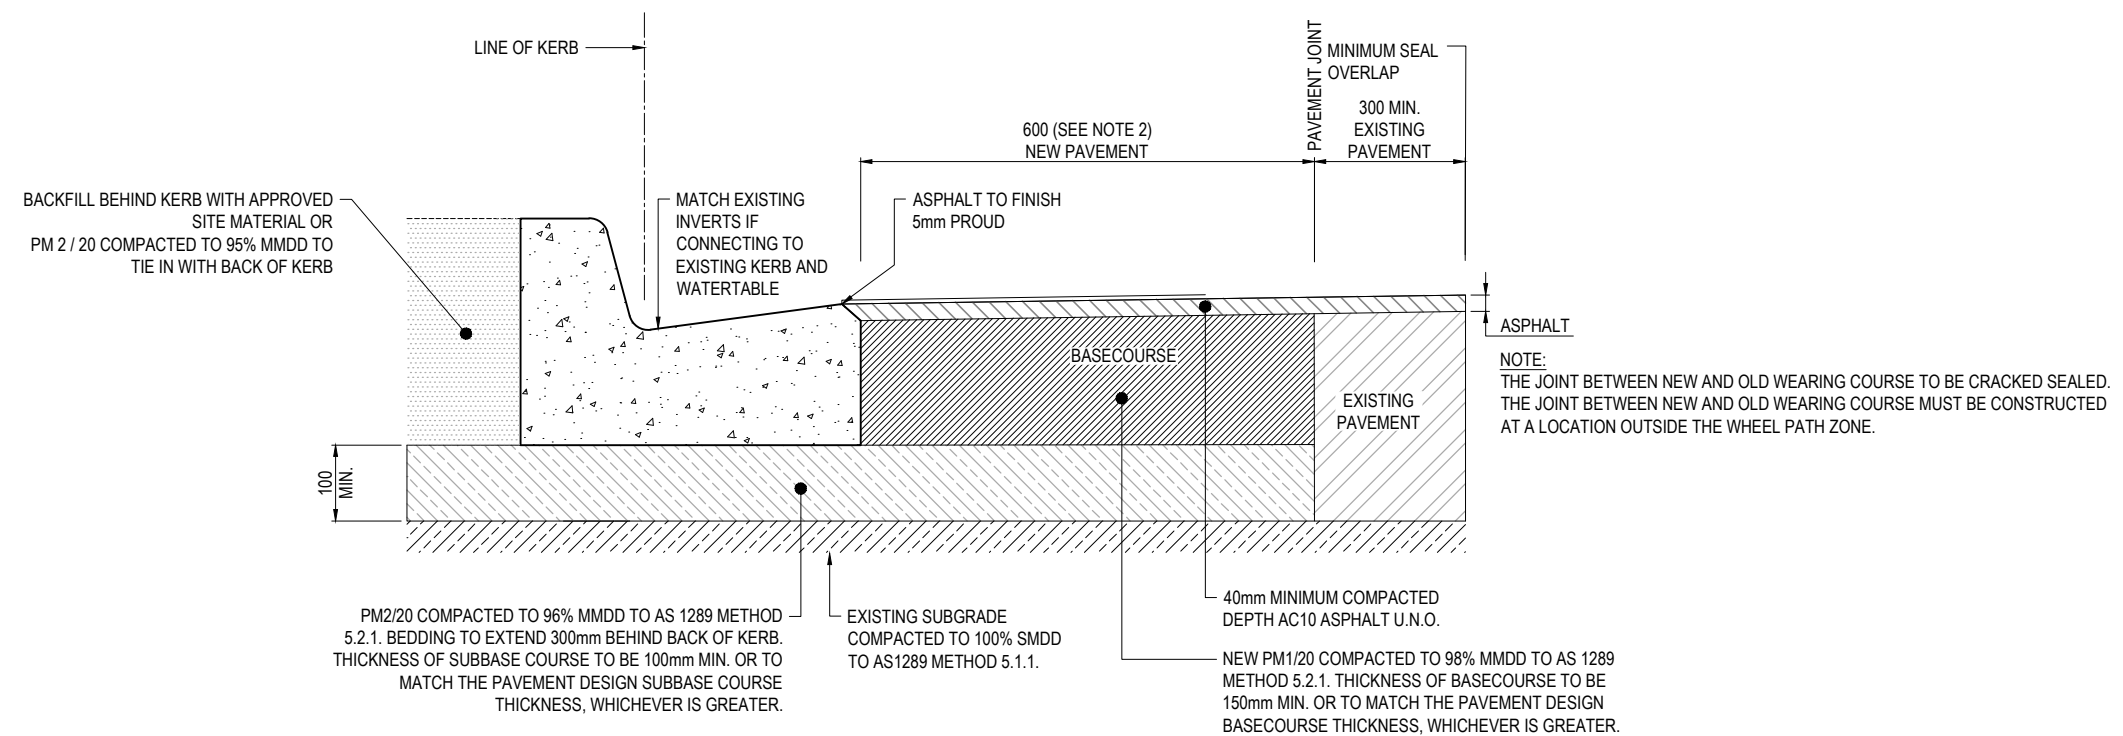 LINE OF KERB
PAVEMENT JOINT
MINIMUM SEAL
OVERLAP
300 MIN.
EXISTING
PAVEMENT
600 (SEE NOTE 2)
NEW PAVEMENT
BACKFILL BEHIND KERB WITH APPROVED
SITE MATERIAL OR
PM 2 / 20 COMPACTED TO 95% MMDD TO
TIE IN WITH BACK OF KERB
MATCH EXISTING
INVERTS IF
CONNECTING TO
EXISTING KERB AND
WATERTABLE
ASPHALT TO FINISH
5mm PROUD
ASPHALT
BASECOURSE
EXISTING
PAVEMENT
NOTE:
THE JOINT BETWEEN NEW AND OLD WEARING COURSE TO BE CRACKED SEALED.
THE JOINT BETWEEN NEW AND OLD WEARING COURSE MUST BE CONSTRUCTED
AT A LOCATION OUTSIDE THE WHEEL PATH ZONE.
100
MIN.
PM2/20 COMPACTED TO 96% MMDD TO AS 1289 METHOD
5.2.1. BEDDING TO EXTEND 300mm BEHIND BACK OF KERB.
THICKNESS OF SUBBASE COURSE TO BE 100mm MIN. OR TO
MATCH THE PAVEMENT DESIGN SUBBASE COURSE
THICKNESS, WHICHEVER IS GREATER.
EXISTING SUBGRADE
COMPACTED TO 100% SMDD
TO AS1289 METHOD 5.1.1.
40mm MINIMUM COMPACTED
DEPTH AC10 ASPHALT U.N.O.
NEW PM1/20 COMPACTED TO 98% MMDD TO AS 1289
METHOD 5.2.1. THICKNESS OF BASECOURSE TO BE
150mm MIN. OR TO MATCH THE PAVEMENT DESIGN
BASECOURSE THICKNESS, WHICHEVER IS GREATER.